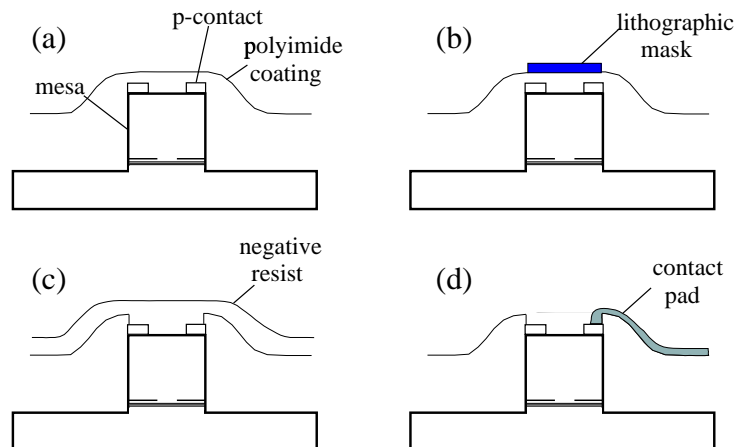 (a)
p-contact
polyimide
coating
mesa
(b)
lithographic
mask
(c)
negative
resist
(d)
contact
pad